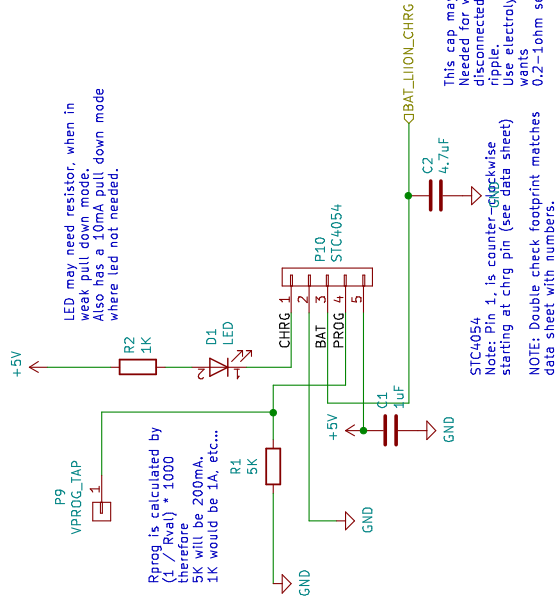 LED may need resistor, when in
weak pull down mode.
Also has a 10mA pull down mode
where led not needed.
+5V
R2
1K
D1
LED
2
1
CHRG
BAT
PROG
1
2
3
4
5
P10
STC4054
BAT_LIION_CHRG
C2
4.7uF
GND
C1
1uF
+5V
GND
GND
GND
R1
5K
P9
VPROG_TAP
1
Rprog is calculated by
(1 / Rval) * 1000
therefore
5K will be 200mA.
1K would be 1A, etc...
This cap may
Needed for
disconnected
ripple.
Use electroly
wants
0.2-1ohm se
STC4054
Note: Pin 1, is counter-clockwise
starting at chrg pin (see data sheet)
NOTE: Double check footprint matches
data sheet with numbers.